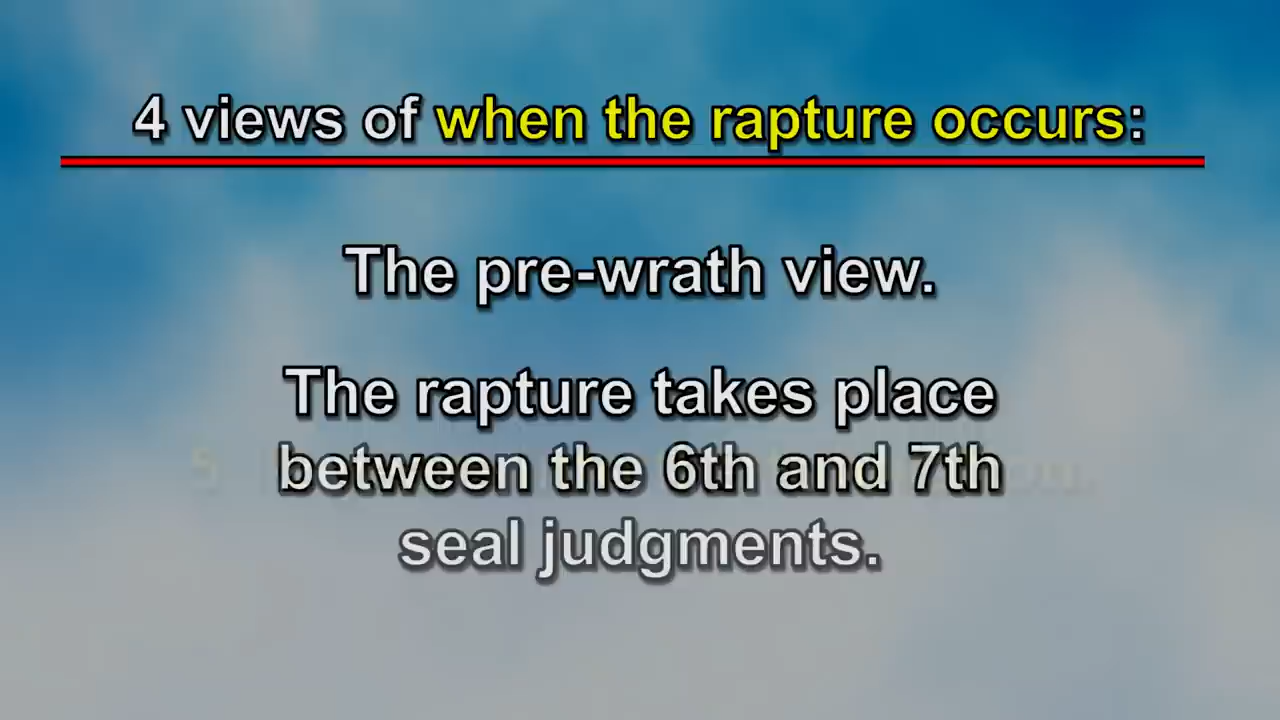 4 views of when the rapture occurs:
The pre-wrath view.
The rapture takes place
between the 6th and 7th
seal judgments.